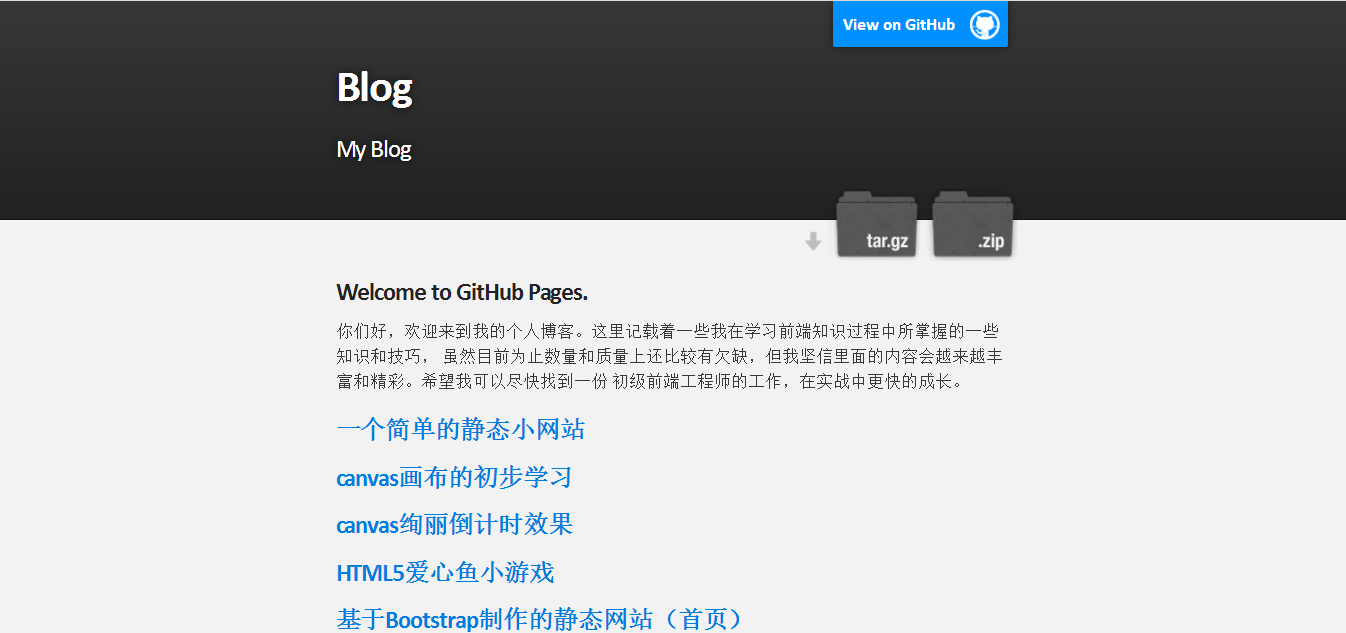 View on GitHub
Blog
My Blog
tar.gz
.zip
Welcome to GitHub Pages.
你们好，欢迎来到我的个人博客。这里记载着一些我在学习前端知识过程中所掌握的一些
知识和技巧， 虽然目前为止数量和质量上还比较有欠缺，但我坚信里面的内容会越来越丰
富和精彩。希望我可以尽快找到一份 初级前端工程师的工作，在实战中更快的成长。
一个简单的静态小网站
canvas画布的初步学习
canvas绚丽倒计时效果
HTML5爱心鱼小游戏
基于Bootstrap制作的静态网站（首页）